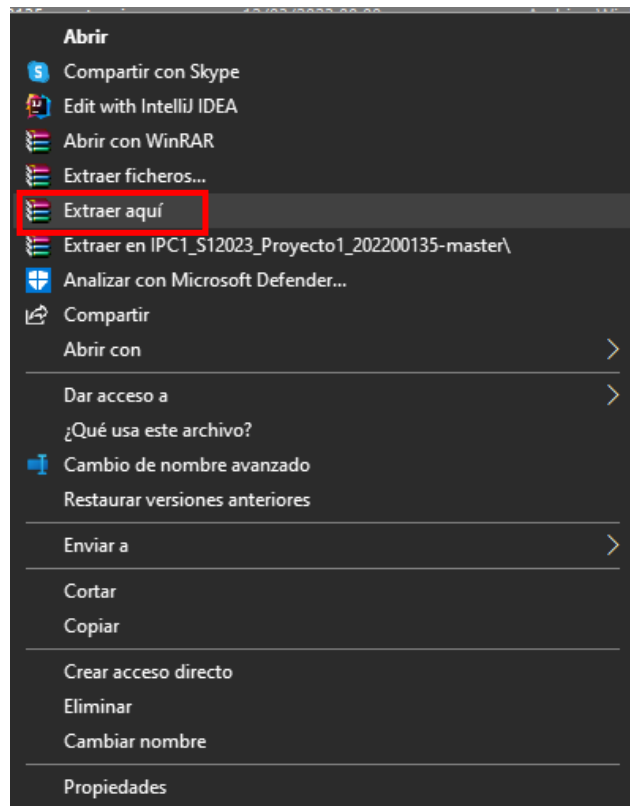 Abrir
Compartir con Skype
Edit with IntelliJ IDEA
Abrir con WinRAR
Extraer ficheros...
Extraer aquí
Extraer en IPC1_S12023_Proyecto1_202200135-master\
Analizar con Microsoft Defender...
Compartir
Abrir con
Dar acceso a
¿Qué usa este archivo?
Cambio de nombre avanzado
Restaurar versiones anteriores
Enviar a
Cortar
Copiar
Crear acceso directo
Eliminar
Cambiar nombre
Propiedades